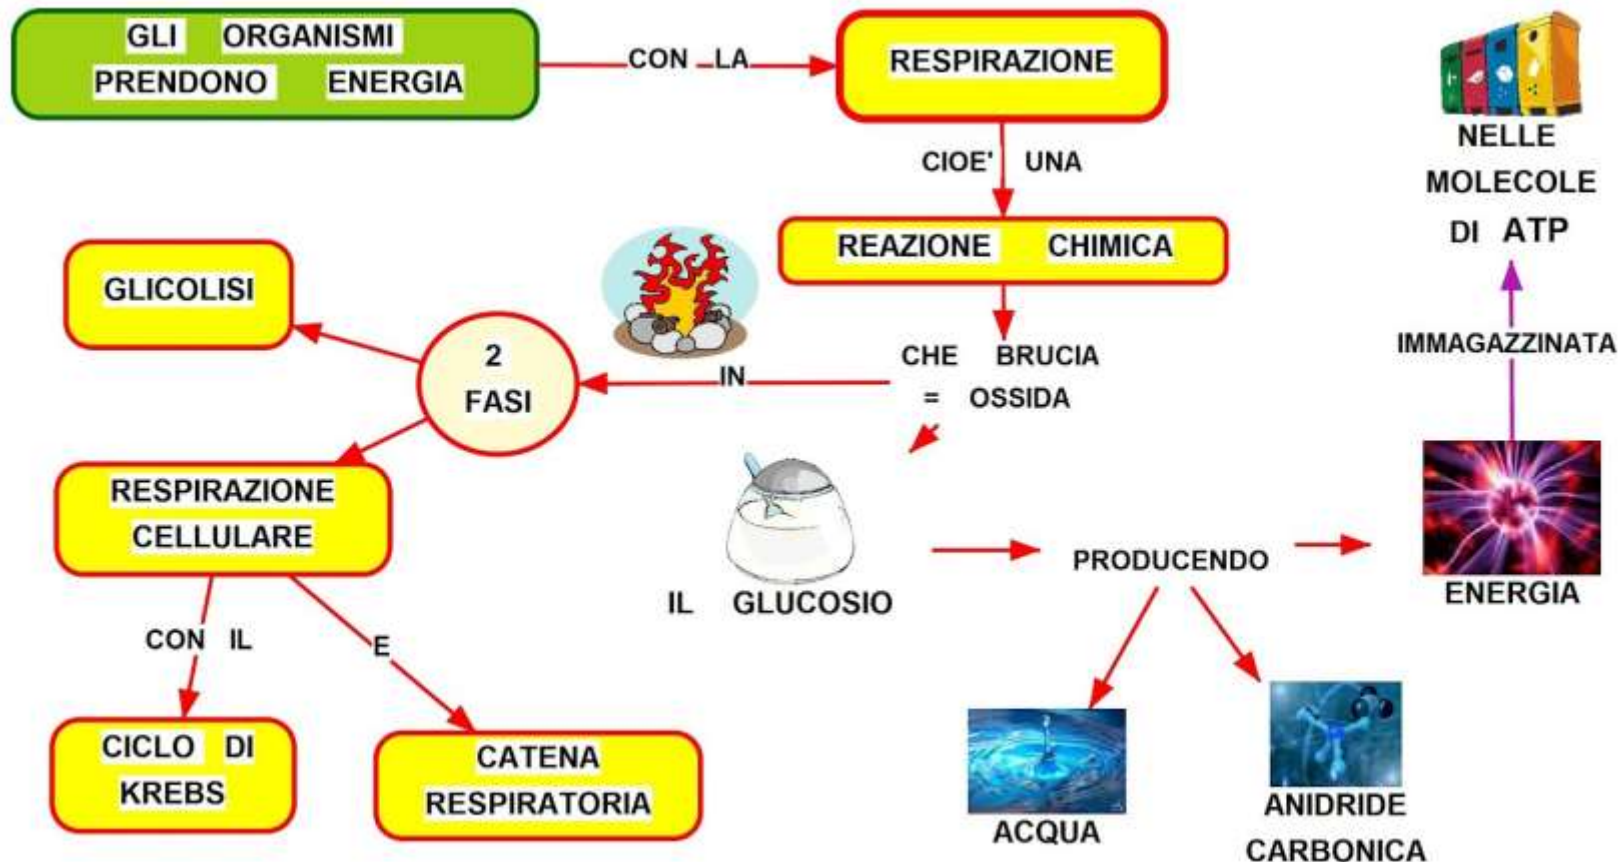 GLI ORGANISMI
PRENDONO ENERGIA
CON LA
RESPIRAZIONE
CIOE' UNA
REAZIONE CHIMICA
CHE BRUCIA
= OSSIDA
IN
2
FASI
GLICOLISI
RESPIRAZIONE
CELLULARE
CON IL
E
CICLO DI
KREBS
CATENA
RESPIRATORIA
IL GLUCOSIO
PRODUCENDO
ACQUA
ANIDRIDE
CARBONICA
ENERGIA
IMMAGAZZINATA
NELLE
MOLECOLE
DI ATP